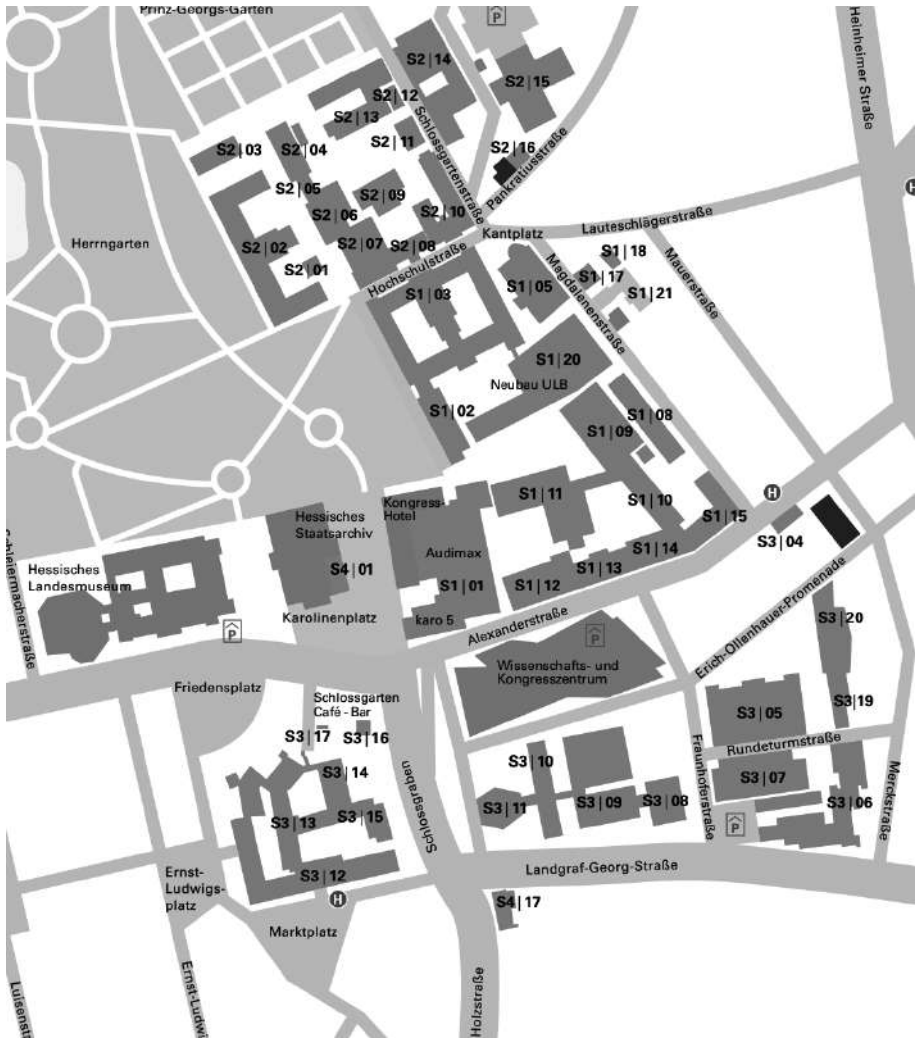 Prinz-Georgs-Garten
P
Heinheimer Straße
S2|14
S2|15
S2|12
S2|13
Schlossgartenstraße
S2|11
S2|16
S2|03
S2|04
Pankratiusstraße
S2|05
S2|09
H
S2|06
S2|10
Lauteschlägerstraße
Kantplatz
Herrngarten
S2|02
S2|07
S2|08
S2|01
Hochschulstraße
Magdalenenstraße
Mauerstraße
S1|18
S1|17
S1|03
S1|05
S1|21
S1|20
Neubau ULB
S1|02
S1|08
S1|09
Kongress-
Hotel
S1|11
S1|10
H
Hessisches
Staatsarchiv
S1|15
Schleiermacherstraße
Audimax
S3|04
S1|14
Hessisches
Landesmuseum
S4|01
S1|13
S1|01
S1|12
Karolinenplatz
karo 5
Alexanderstraße
P
P
Erich-Ollenhauer-Promenade
S3|20
Wissenschafts- und
Kongresszentrum
Friedensplatz
Schlossgarten
Café - Bar
S3|19
S3|05
S3|17
S3|16
Rundeturmstraße
S3|14
S3|10
Fraunhoferstraße
S3|07
Schlossgraben
S3|11
S3|09
S3|08
S3|06
Merckstraße
S3|13
S3|15
P
S3|12
Landgraf-Georg-Straße
Ernst-
Ludwigs-
platz
H
S4|17
Marktplatz
Luisenstr
Ernst-Ludwi
Holzstraße